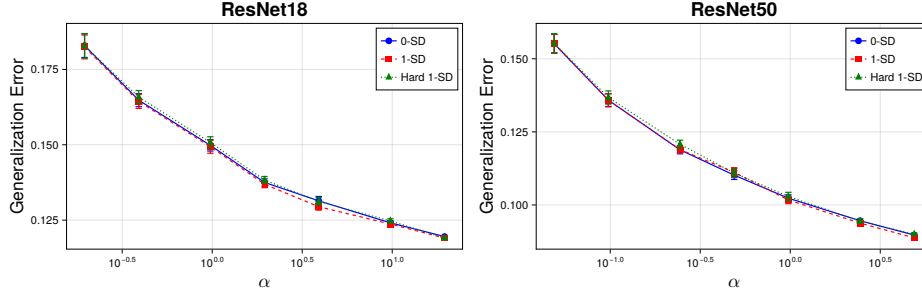 ResNet18
Generalization Error
0.175
0.150
0.125
10^-0.5
10^0.0
10^0.5
10^1.0
α
0-SD
1-SD
Hard 1-SD
ResNet50
Generalization Error
0.150
0.125
0.100
10^-1.0
10^-0.5
10^0.0
10^0.5
α
0-SD
1-SD
Hard 1-SD